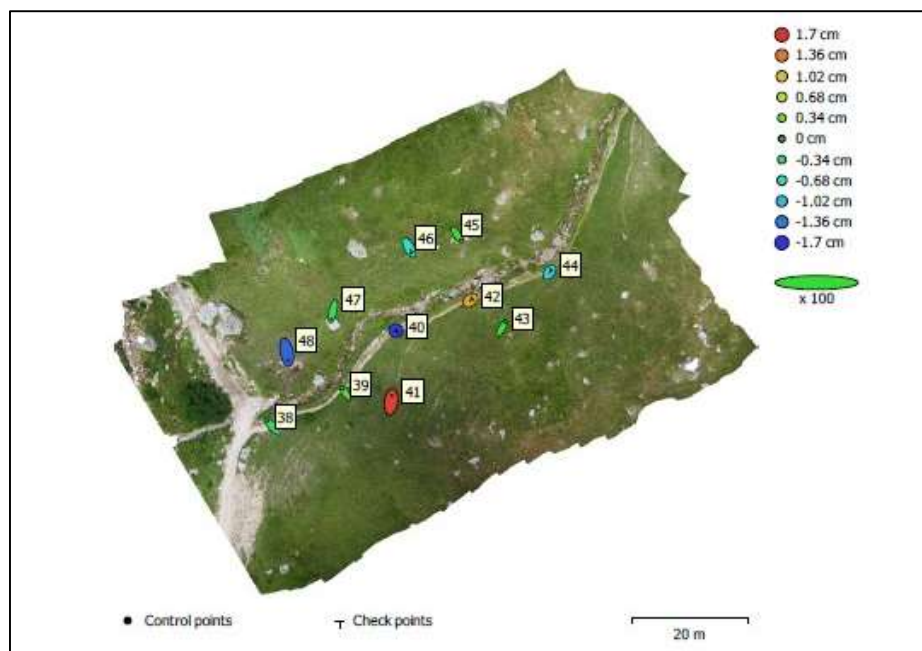 1.7 cm
1.36 cm
1.02 cm
0.68 cm
0.34 cm
0 cm
-0.34 cm
-0.68 cm
-1.02 cm
-1.36 cm
-1.7 cm
x 100
45
46
44
47
42
43
40
48
39
41
38
Control points
Check points
20 m